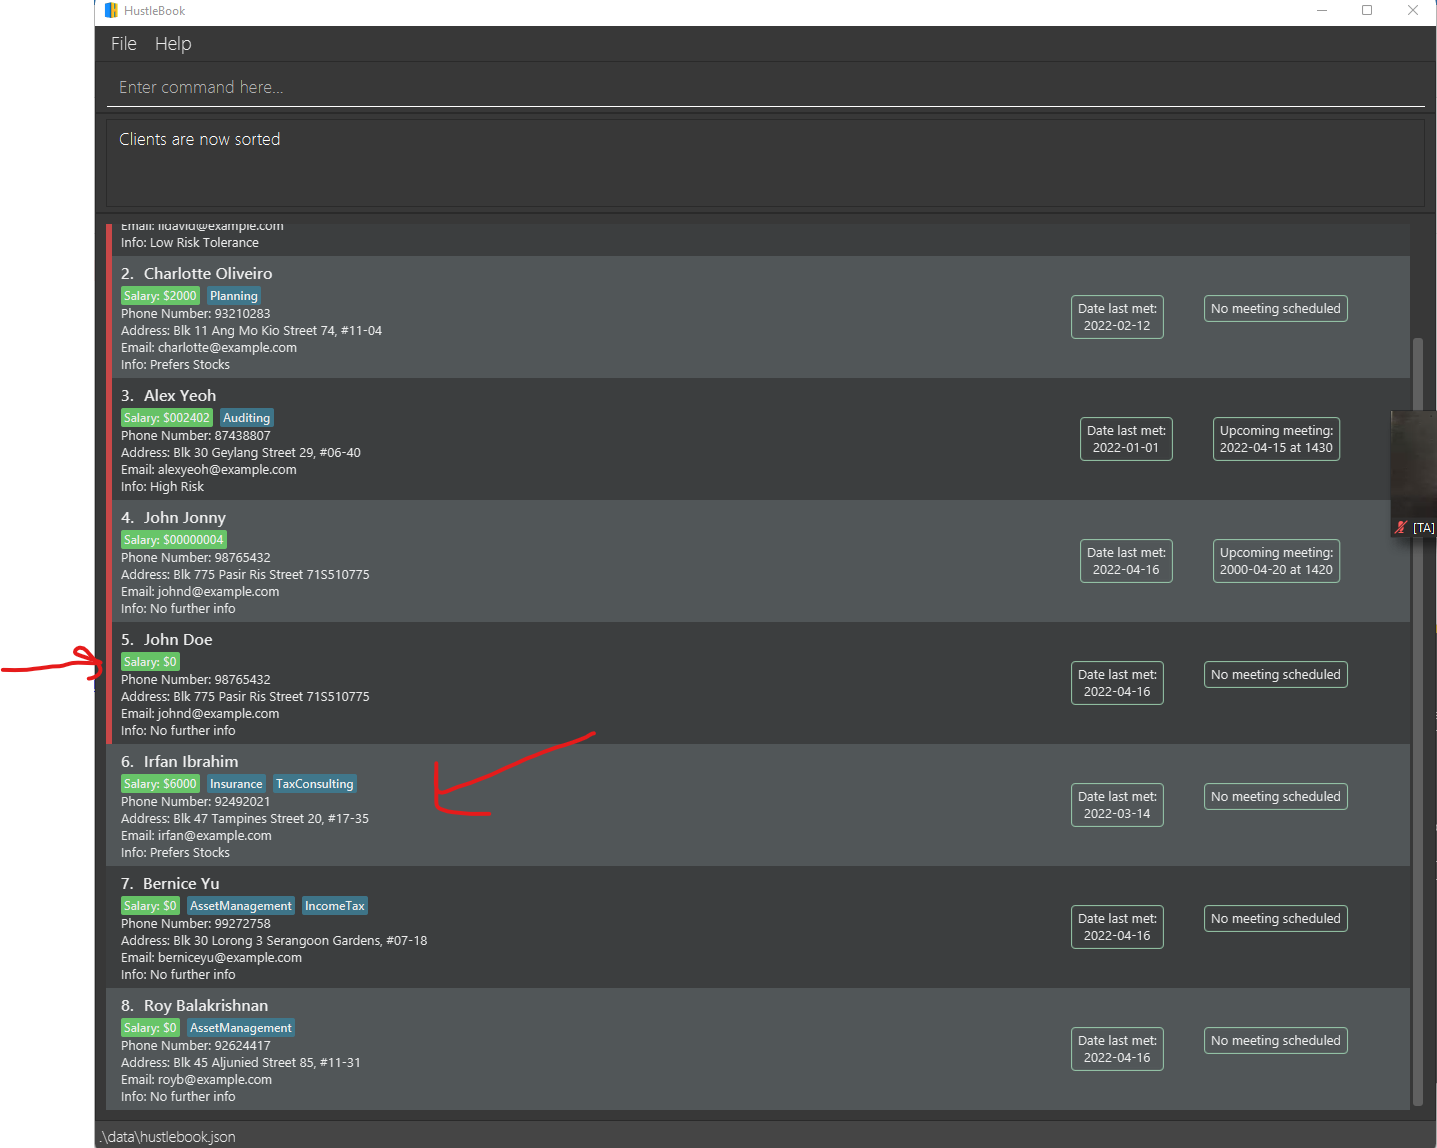 HustleBook
File Help
Enter command here...
Clients are now sorted
Email: lidavid@example.com
Info: Low Risk Tolerance
2. Charlotte Oliveiro
Salary: $2000 Planning
Phone Number: 93210283
Address: Blk 11 Ang Mo Kio Street 74, #11-04
Email: charlotte@example.com
Info: Prefers Stocks
Date last met:
2022-02-12
No meeting scheduled
3. Alex Yeoh
Salary: $002402 Auditing
Phone Number: 87438807
Address: Blk 30 Geylang Street 29, #06-40
Email: alexyeoh@example.com
Info: High Risk
Date last met:
2022-01-01
Upcoming meeting:
2022-04-15 at 1430
4. John Jonny
Salary: $00000004
Phone Number: 98765432
Address: Blk 775 Pasir Ris Street 71S510775
Email: johnd@example.com
Info: No further info
Date last met:
2022-04-16
Upcoming meeting:
2000-04-20 at 1420
[TA]
5. John Doe
Salary: $0
Phone Number: 98765432
Address: Blk 775 Pasir Ris Street 71S510775
Email: johnd@example.com
Info: No further info
Date last met:
2022-04-16
No meeting scheduled
6. Irfan Ibrahim
Salary: $6000 Insurance TaxConsulting
Phone Number: 92492021
Address: Blk 47 Tampines Street 20, #17-35
Email: irfan@example.com
Info: Prefers Stocks
Date last met:
2022-03-14
No meeting scheduled
7. Bernice Yu
Salary: $0 AssetManagement IncomeTax
Phone Number: 99272758
Address: Blk 30 Lorong 3 Serangoon Gardens, #07-18
Email: berniceyu@example.com
Info: No further info
Date last met:
2022-04-16
No meeting scheduled
8. Roy Balakrishnan
Salary: $0 AssetManagement
Phone Number: 92624417
Address: Blk 45 Aljunied Street 85, #11-31
Email: royb@example.com
Info: No further info
Date last met:
2022-04-16
No meeting scheduled
.\data\hustlebook.json